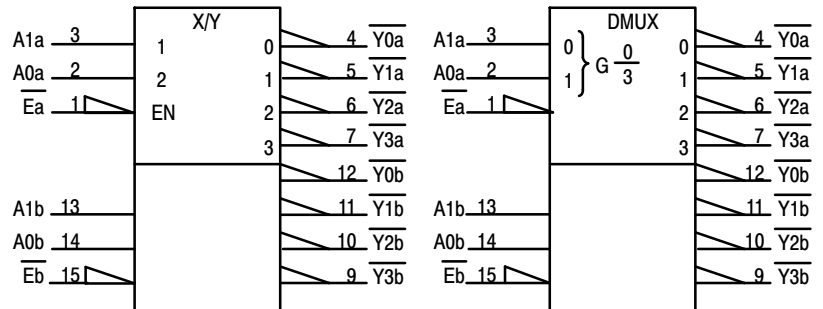 X/Y
A1a 3 1 0 4 Y0a
A0a 2 2 1 5 Y1a
Ea 1 EN 2 6 Y2a
3 7 Y3a
12 Y0b
A1b 13 11 Y1b
A0b 14 10 Y2b
Eb 15 9 Y3b
DMUX
A1a 3 0 0 4 Y0a
A0a 2 1 G 0/3 1 5 Y1a
Ea 1 2 6 Y2a
3 7 Y3a
12 Y0b
A1b 13 11 Y1b
A0b 14 10 Y2b
Eb 15 9 Y3b